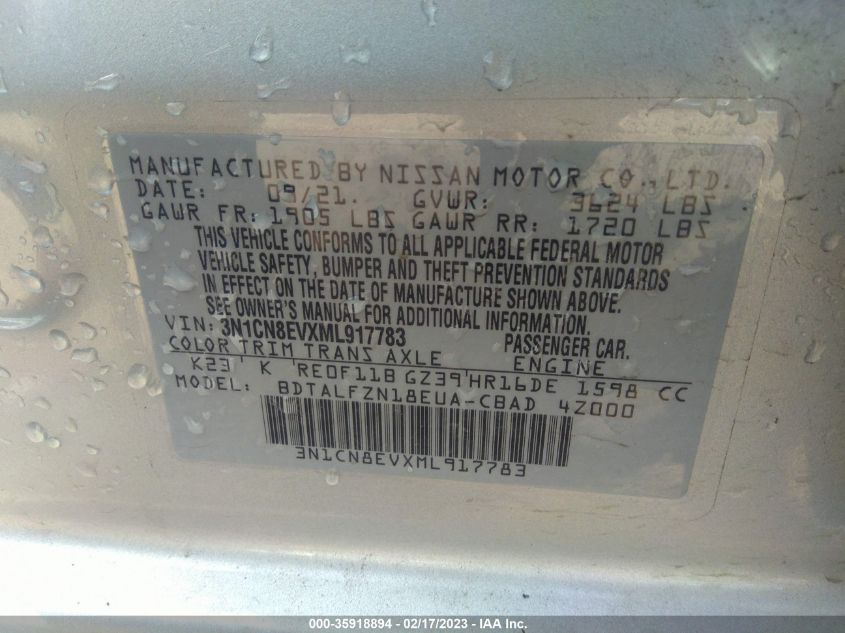 MANUFACTURED BY NISSAN MOTOR CO., LTD.
DATE: 09/21. GVWR: 3624 LBS
GAWR FR: 1905 LBS GAWR RR: 1720 LBS
THIS VEHICLE CONFORMS TO ALL APPLICABLE FEDERAL MOTOR
VEHICLE SAFETY, BUMPER AND THEFT PREVENTION STANDARDS
IN EFFECT ON THE DATE OF MANUFACTURE SHOWN ABOVE.
SEE OWNER'S MANUAL FOR ADDITIONAL INFORMATION.
VIN: 3N1CN8EVXML917783 PASSENGER CAR.
COLOR TRIM TRANS AXLE ENGINE
K23' K 'RE0F11B GZ39'HR16DE 1598 CC
MODEL: BDTALFZN18EUA-CBAD 4Z000
3N1CN8EVXML917783
000-35918894 - 02/17/2023 - IAA Inc.